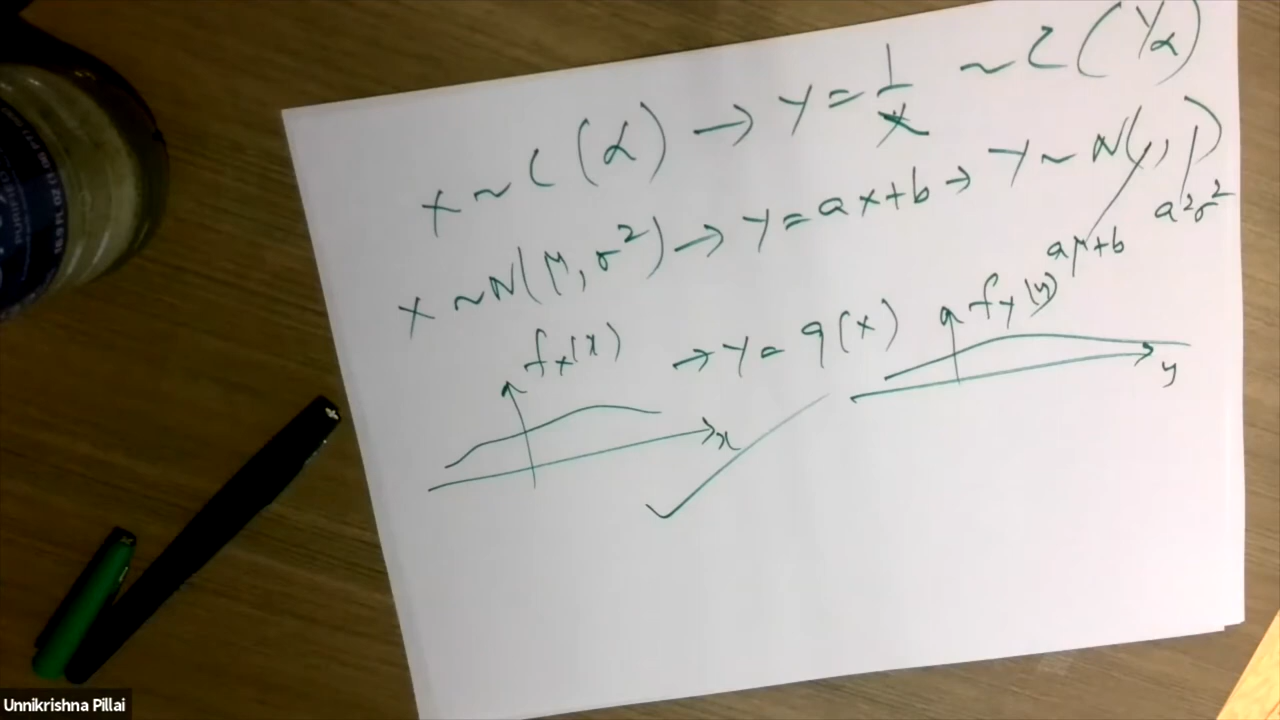 X ~ C(α) → Y = 1/X ~ C(1/α)
X ~ N(μ, σ²) → Y = aX+b → Y ~ N( , )
aμ+b a²σ²
f_X(x) → Y = g(X) f_Y(y)
x y
Unnikrishna Pillai